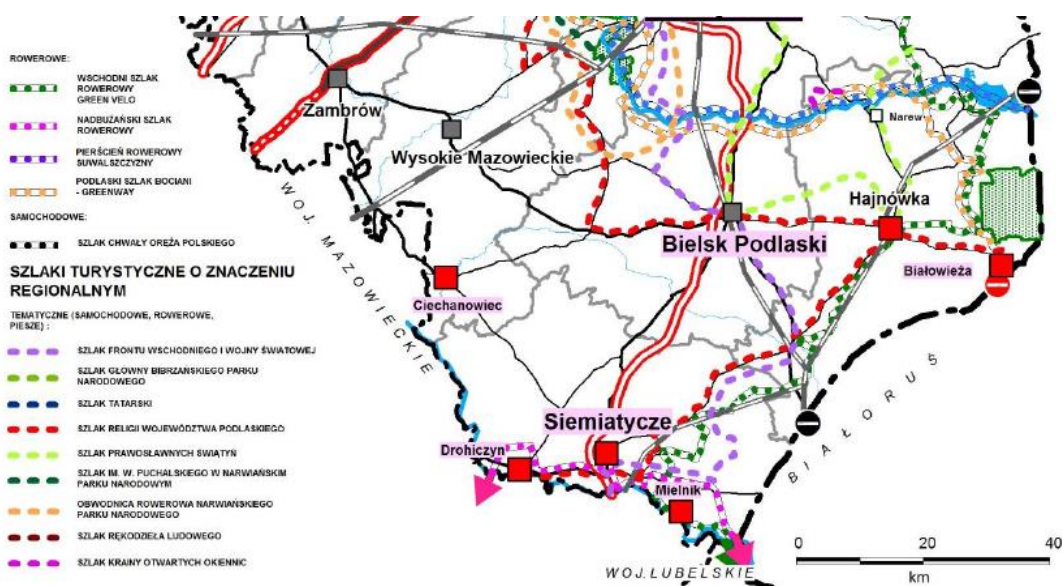 ROWEROWE:
WSCHODNI SZLAK
ROWEROWY
GREEN VELO
NADBUŻAŃSKI SZLAK
ROWEROWY
PIERŚCIEŃ ROWEROWY
SUWALSZCZYZNY
PODLASKI SZLAK BOCIANI
- GREENWAY
SAMOCHODOWE:
SZLAK CHWAŁY ORĘŻA POLSKIEGO
SZLAKI TURYSTYCZNE O ZNACZENIU
REGIONALNYM
TEMATYCZNE (SAMOCHODOWE, ROWEROWE,
PIESZE) :
SZLAK FRONTU WSCHODNIEGO I WOJNY ŚWIATOWEJ
SZLAK GŁÓWNY BIBRZAŃSKIEGO PARKU
NARODOWEGO
SZLAK TATARSKI
SZLAK RELIGII WOJEWÓDZTWA PODLASKIEGO
SZLAK PRAWOSŁAWNYCH ŚWIĄTYŃ
SZLAK IM. W. PUCHALSKIEGO W NARWIAŃSKIM
PARKU NARODOWYM
OBWODNICA ROWEROWA NARWIAŃSKIEGO
PARKU NARODOWEGO
SZLAK RĘKODZIEŁA LUDOWEGO
SZLAK KRAINY OTWARTYCH OKIENNIC
Zambrów
Wysokie Mazowieckie
Narew
Hajnówka
Bielsk Podlaski
Białowieża
Ciechanowiec
WOJ. MAZOWIECKIE
BIAŁORUŚ
Siemiatycze
Drohiczyn
Mielnik
WOJ. LUBELSKIE
0 20 40
km